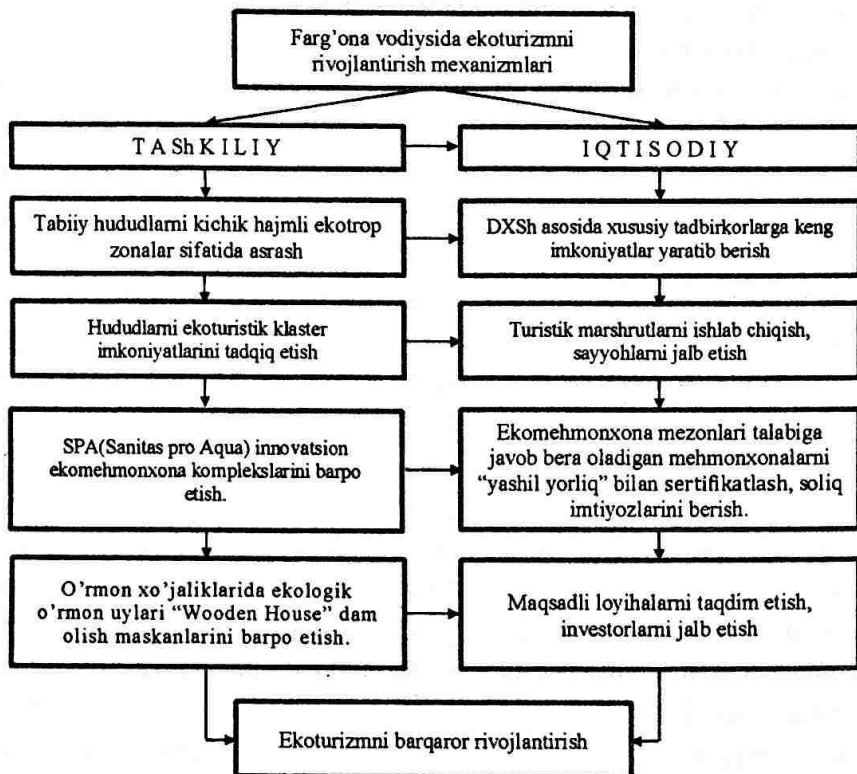 Farg'ona vodiysida ekoturizmni
rivojlantirish mexanizmlari
T A Sh K I L I Y
I Q T I S O D I Y
Tabiiy hududlarni kichik hajmli ekotrop
zonalar sifatida asrash
DXSh asosida xususiy tadbirkorlarga keng
imkoniyatlar yaratib berish
Hududlarni ekoturistik klaster
imkoniyatlarini tadqiq etish
Turistik marshrutlarni ishlab chiqish,
sayyohlarni jalb etish
SPA(Sanitas pro Aqua) innovatsion
ekomehmonxona komplekslarini barpo
etish.
Ekomehmonxona mezonlari talabiga
javob bera oladigan mehmonxonalarni
“yashil yorliq” bilan sertifikatlash, soliq
imtiyozlarini berish.
O'rmon xo'jaliklarida ekologik
o'rmon uylari “Wooden House” dam
olish maskanlarini barpo etish.
Maqsadli loyihalarni taqdim etish,
investorlarni jalb etish
Ekoturizmni barqaror rivojlantirish